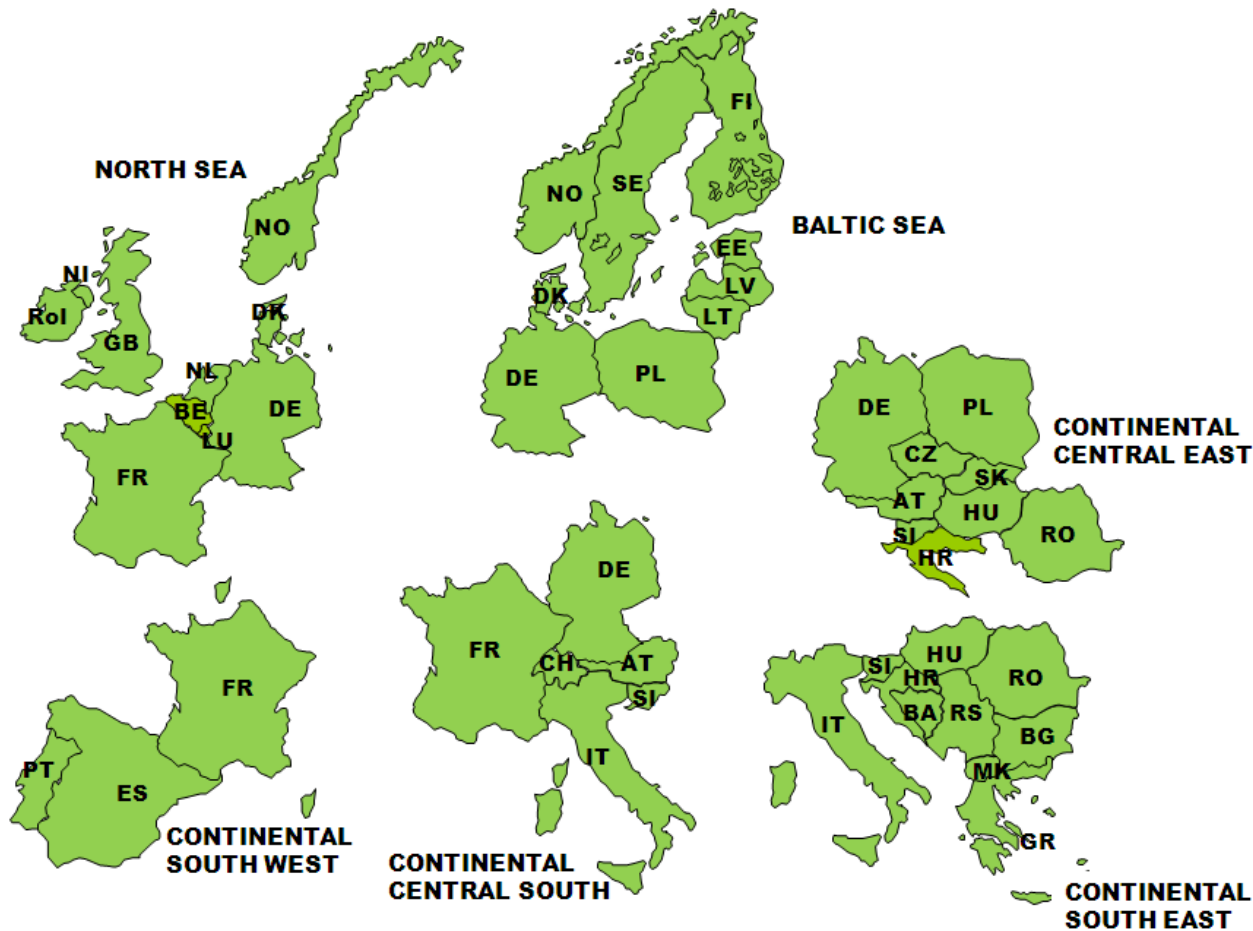 NORTH SEA
NO
NI
RoI
GB
DK
NL
BE
DE
LU
FR
FI
NO
SE
BALTIC SEA
EE
DK
LV
LT
DE
PL
DE
PL
CONTINENTAL
CENTRAL EAST
CZ
SK
AT
HU
SI
RO
HR
FR
PT
ES
CONTINENTAL
SOUTH WEST
DE
FR
CH
AT
SI
IT
CONTINENTAL
CENTRAL SOUTH
HU
SI
HR
RO
BA
RS
IT
BG
MK
GR
CONTINENTAL
SOUTH EAST